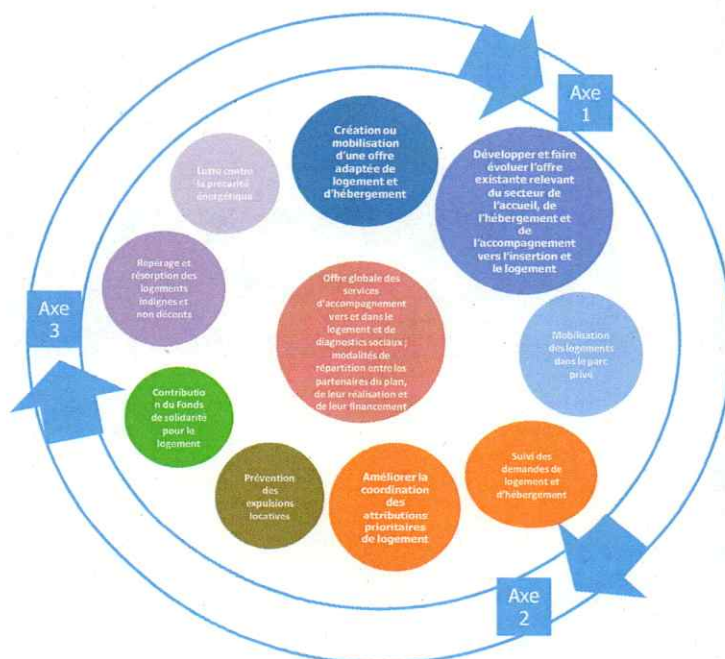 Axe
1
Création ou
mobilisation
d'une offre
adaptée de
logement et
d'hébergement
Développer et faire
évoluer l'offre
existante relevant
du secteur de
l'accueil, de
l'hébergement et
de
l'accompagnement
vers l'insertion et
le logement
Lutte contre
la précarité
énergétique
Repérage et
résorption des
logements
indignes et
non décents
Offre globale des
services
d'accompagnement
vers et dans le
logement et de
diagnostics sociaux ;
modalités de
répartition entre les
partenaires du plan,
de leur réalisation et
de leur financement
Mobilisation
des logements
dans le parc
privé
Axe
3
Contributio
n du Fonds
de solidarité
pour le
logement
Prévention
des
expulsions
locatives
Améliorer la
coordination
des
attributions
prioritaires
de logement
Suivi des
demandes de
logement et
d'hébergement
Axe
2